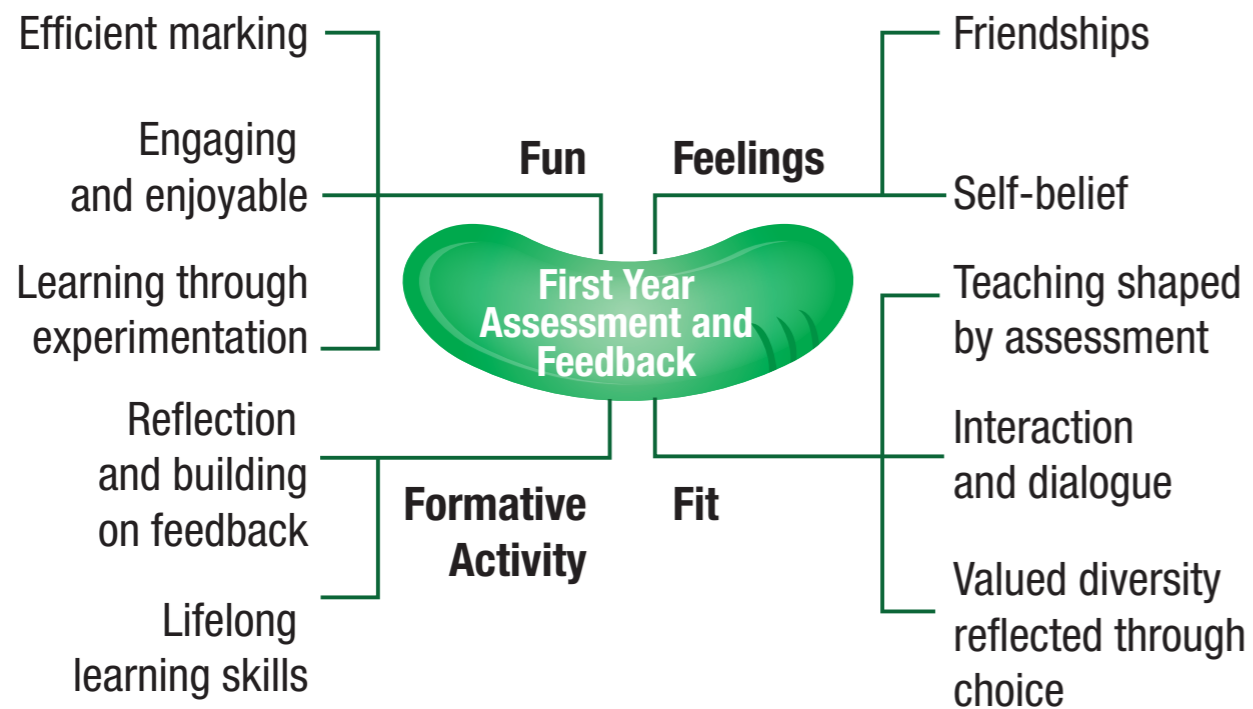 Efficient marking
Engaging
and enjoyable
Learning through
experimentation
Reflection
and building
on feedback
Lifelong
learning skills
Fun
Feelings
First Year
Assessment and
Feedback
Formative
Activity
Fit
Friendships
Self-belief
Teaching shaped
by assessment
Interaction
and dialogue
Valued diversity
reflected through
choice